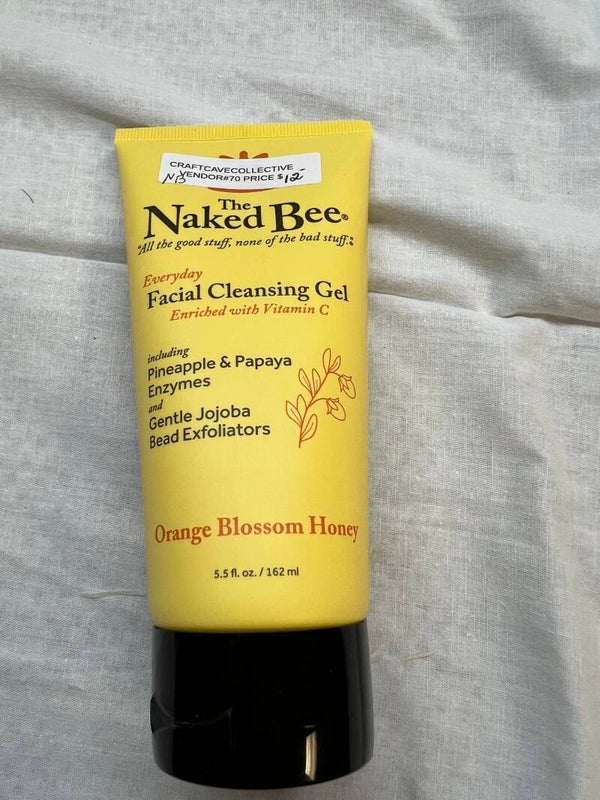 CRAFTCAVECOLLECTIVE
NB VENDOR#70 PRICE $12-
The
Naked Bee®
"All the good stuff, none of the bad stuff."®
Everyday
Facial Cleansing Gel
Enriched with Vitamin C
including
Pineapple & Papaya
Enzymes
and
Gentle Jojoba
Bead Exfoliators
Orange Blossom Honey
5.5 fl. oz. / 162 ml